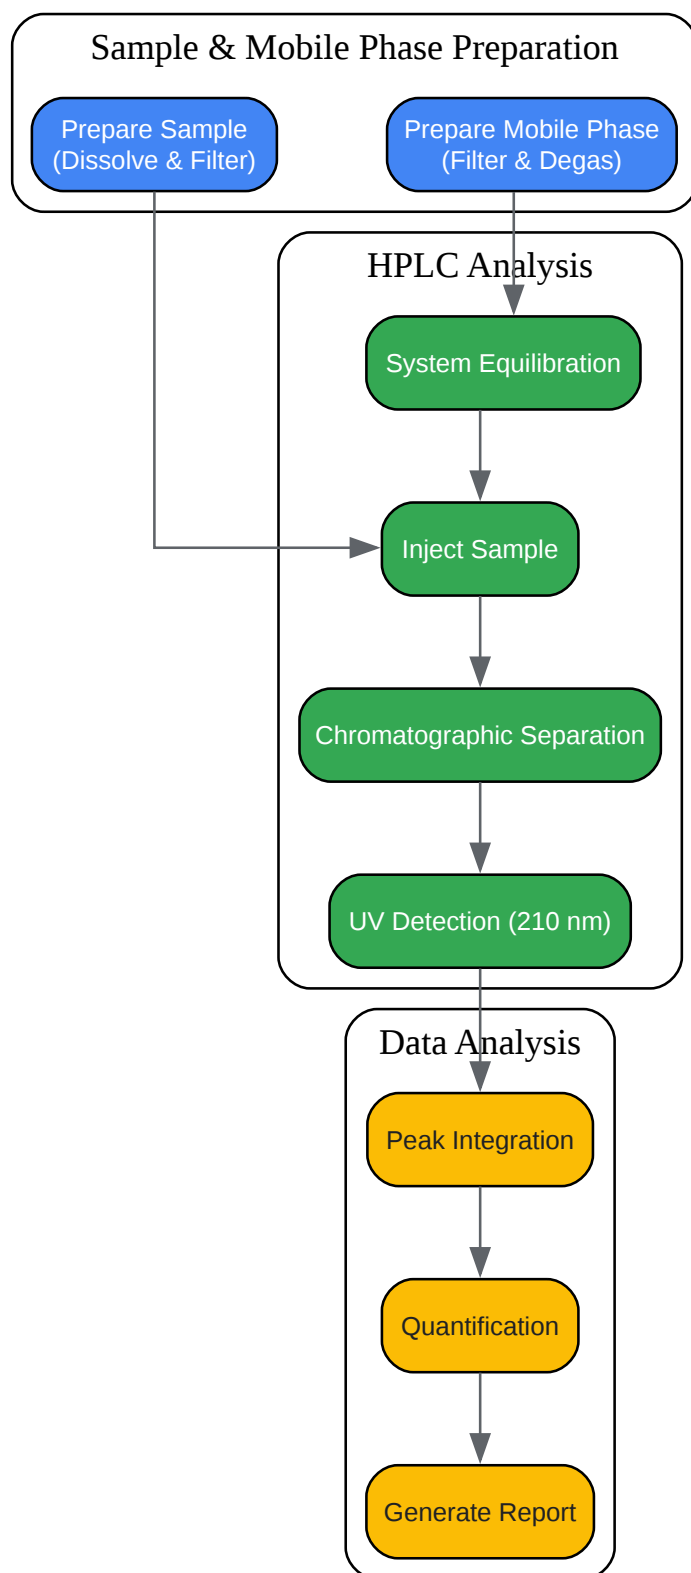 Sample & Mobile Phase Preparation
Prepare Sample
(Dissolve & Filter)
Prepare Mobile Phase
(Filter & Degas)
HPLC Analysis
System Equilibration
Inject Sample
Chromatographic Separation
UV Detection (210 nm)
Data Analysis
Peak Integration
Quantification
Generate Report